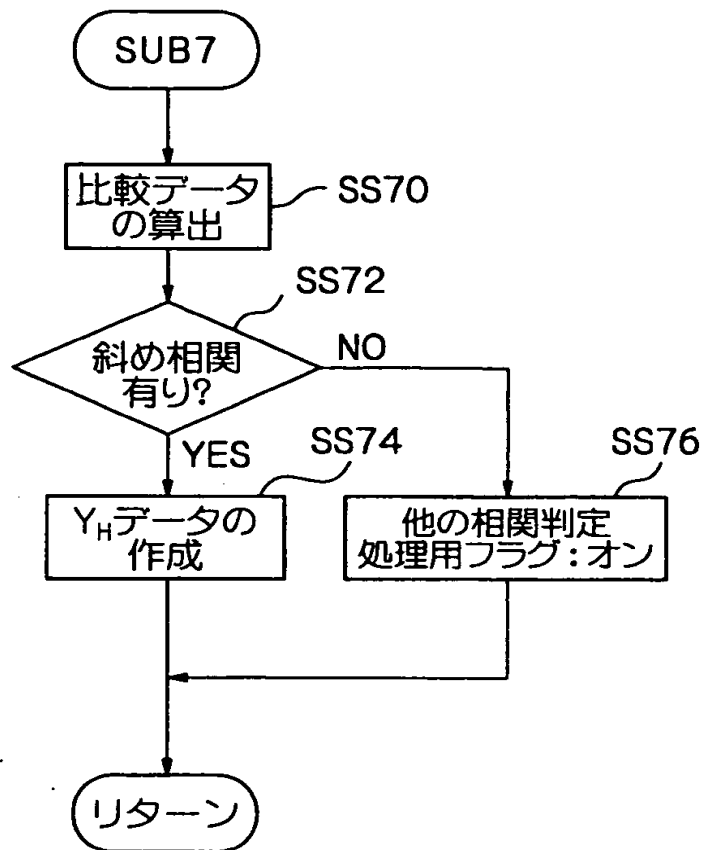 SUB7
比較データ
の算出
SS70
SS72
斜め相関
有り?
NO
YES
SS74
SS76
YHデータの
作成
他の相関判定
処理用フラグ:オン
リターン